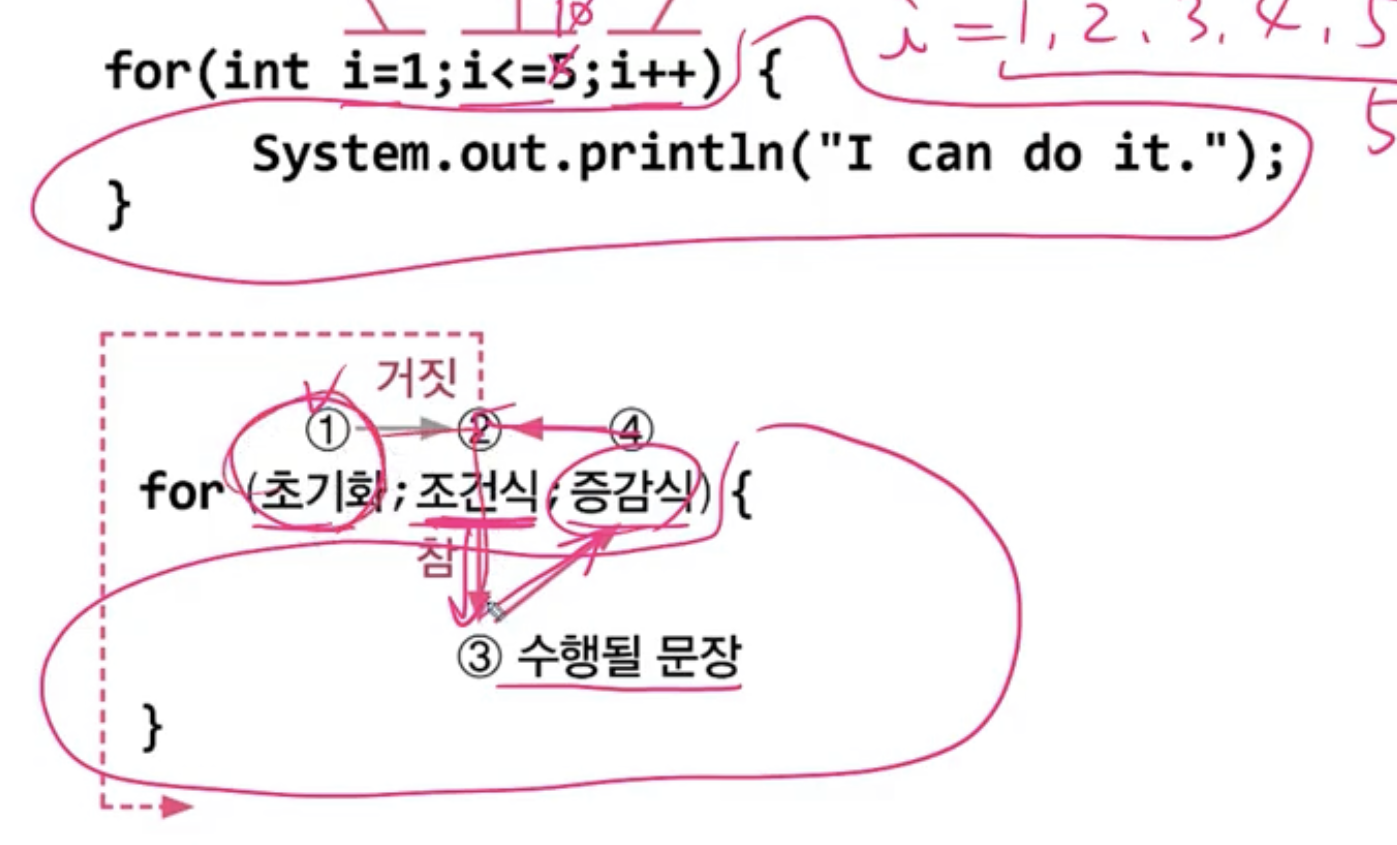 10
i = 1, 2, 3, 4, 5
for(int i=1;i<=5;i++) {
5
System.out.println("I can do it.");
}
거짓
① ② ④
for (초기화;조건식;증감식) {
참
③ 수행될 문장
}